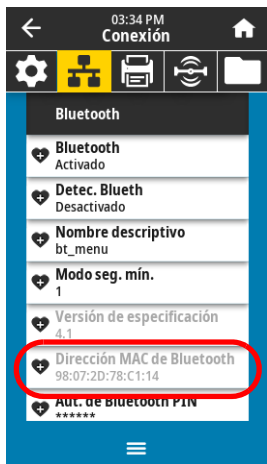 03:34 PM
Conexión
Bluetooth
Bluetooth
Activado
Detec. Blueth
Desactivado
Nombre descriptivo
bt_menu
Modo seg. mín.
1
Versión de especificación
4.1
Dirección MAC de Bluetooth
98:07:2D:78:C1:14
Aut. de Bluetooth PIN
******